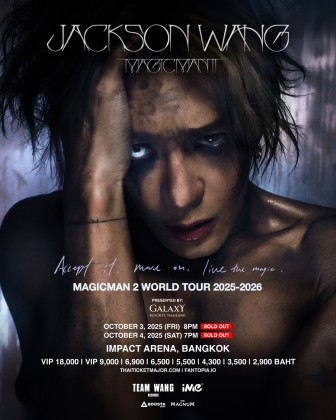 JACKSON WANG
MAGICMAN II
Accept it. move on. live the magic.
MAGICMAN 2 WORLD TOUR 2025-2026
PRESENTED BY:
GALAXY
OCTOBER 3, 2025 (FRI) 8PM SOLD OUT
OCTOBER 4, 2025 (SAT) 7PM SOLD OUT
IMPACT ARENA, BANGKOK
VIP 18,000 | VIP 9,000 | 6,900 | 6,500 | 5,500 | 4,300 | 3,500 | 2,900 BAHT
THAITICKETMAJOR.COM / FANTOPIA.IO
TEAM WANG iMe
RECORDS
MAGNUM